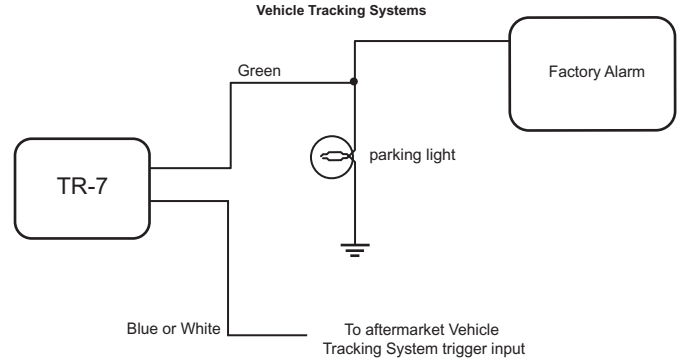 Vehicle Tracking Systems
Green
Factory Alarm
parking light
TR-7
Blue or White
To aftermarket Vehicle
Tracking System trigger input